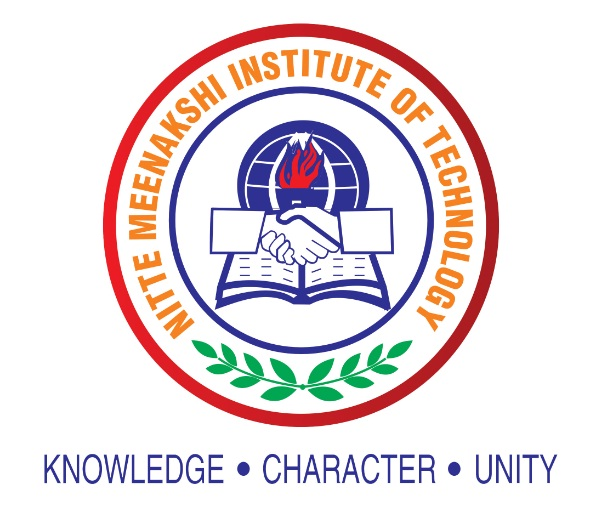 NITTE MEENAKSHI INSTITUTE OF TECHNOLOGY
KNOWLEDGE • CHARACTER • UNITY